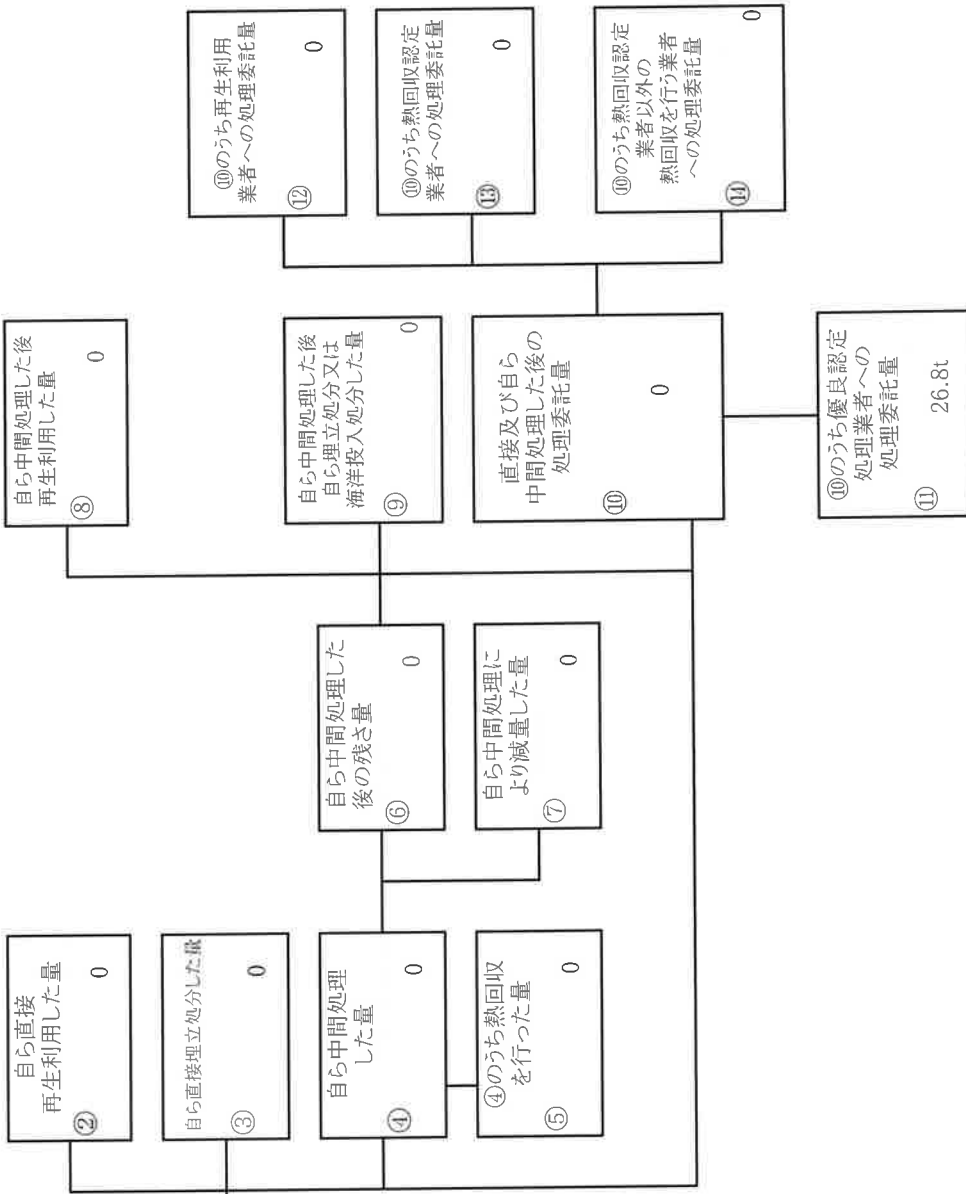 ②
自ら直接
再生利用した量
0
③
自ら直接埋立処分した量
0
④
自ら中間処理
した量
0
⑤
④のうち熱回収
を行った量
0
⑥
自ら中間処理した
後の残さ量
0
⑦
自ら中間処理に
より減量した量
0
⑧
自ら中間処理した後
再生利用した量
0
⑨
自ら中間処理した後
自ら埋立処分又は
海洋投入処分した量
0
⑩
直接及び自ら
中間処理した後の
処理委託量
0
⑪
⑩のうち優良認定
処理業者への
処理委託量
26.8t
⑫
⑩のうち再生利用
業者への処理委託量
0
⑬
⑩のうち熱回収認定
業者への処理委託量
0
⑭
⑩のうち熱回収認定
業者以外の
熱回収を行う業者
への処理委託量
0